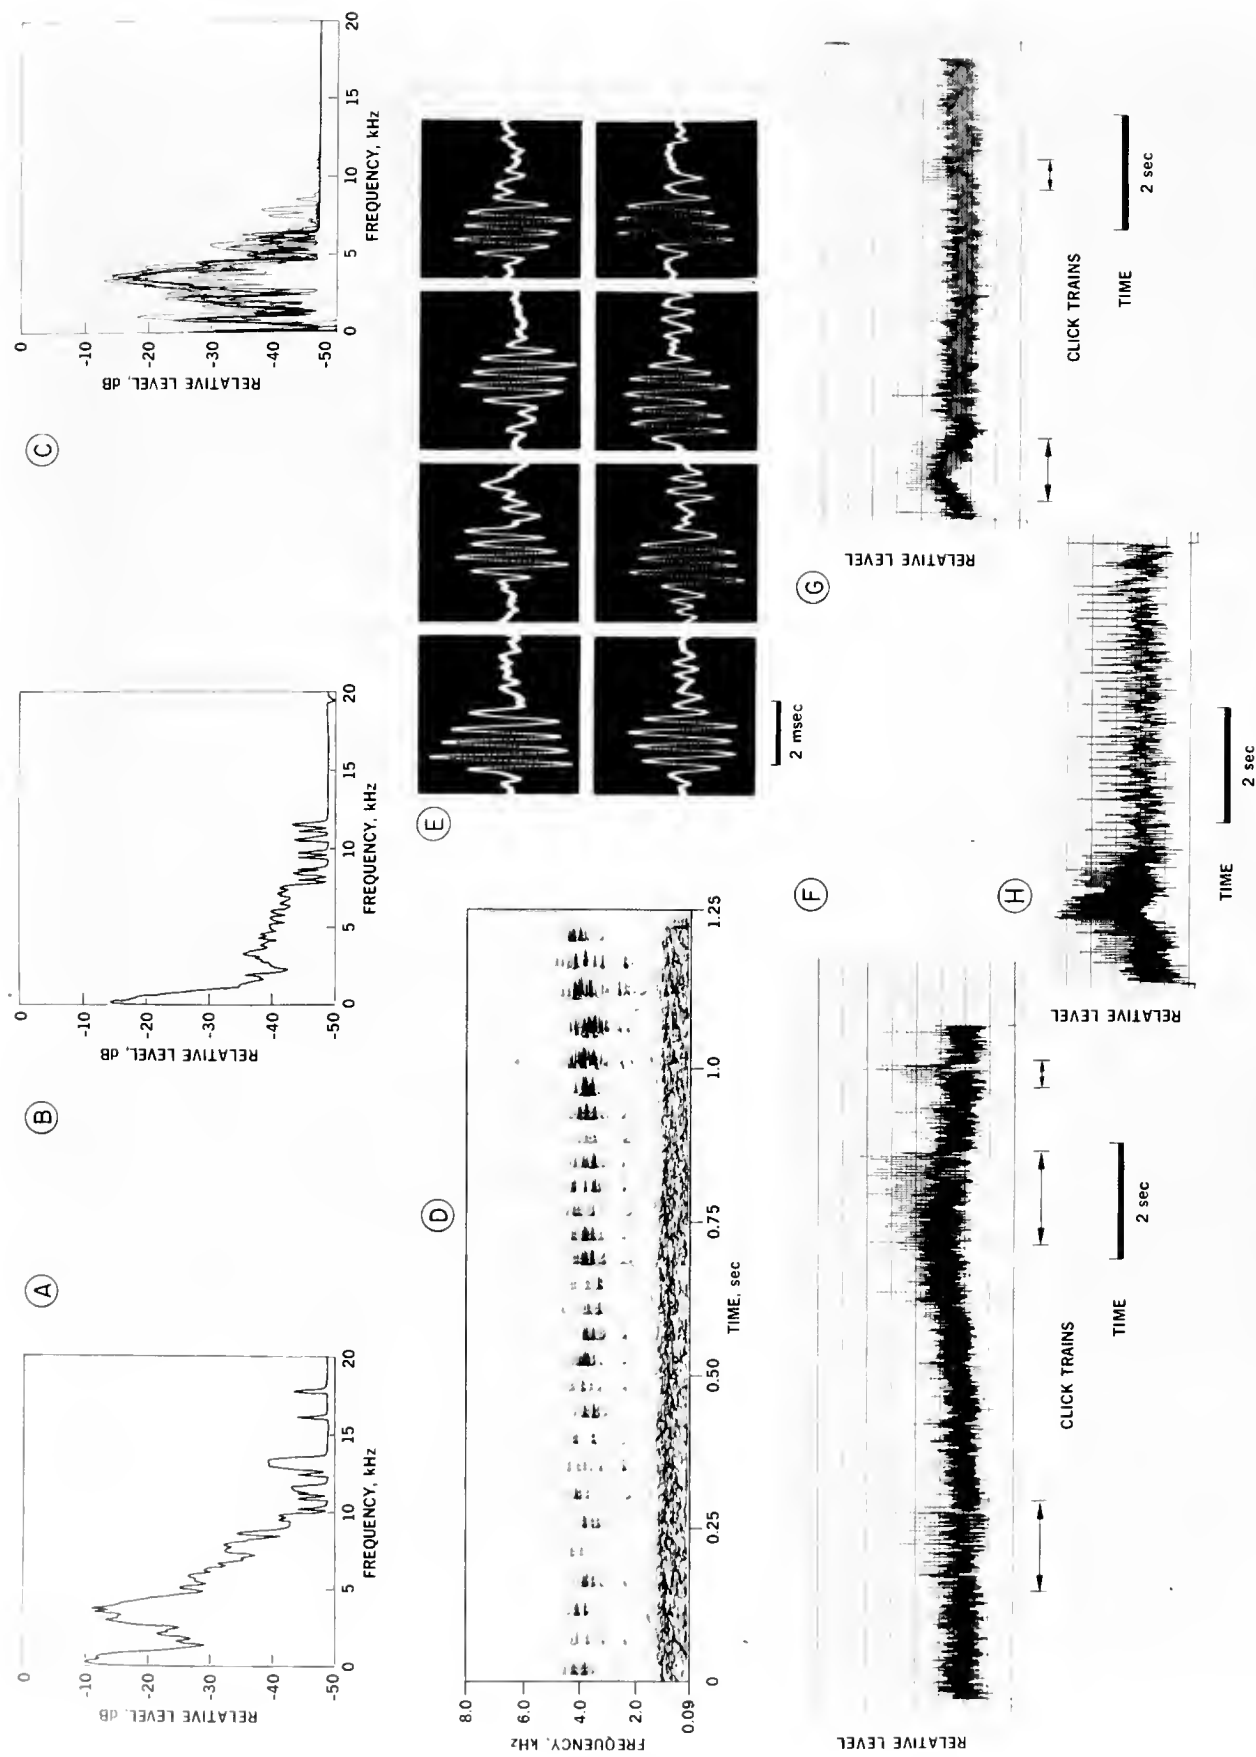 A
0
-10
-20
-30
-40
-50
RELATIVE LEVEL, dB
0
5
10
15
20
FREQUENCY, kHz
B
0
-10
-20
-30
-40
-50
RELATIVE LEVEL, dB
0
5
10
15
20
FREQUENCY, kHz
C
0
-10
-20
-30
-40
-50
RELATIVE LEVEL, dB
0
5
10
15
20
FREQUENCY, kHz
D
8.0
6.0
4.0
2.0
0.09
FREQUENCY, kHz
0
0.25
0.50
0.75
1.0
1.25
TIME, sec
E
2 msec
F
RELATIVE LEVEL
CLICK TRAINS
TIME
2 sec
G
RELATIVE LEVEL
CLICK TRAINS
TIME
2 sec
H
RELATIVE LEVEL
TIME
2 sec